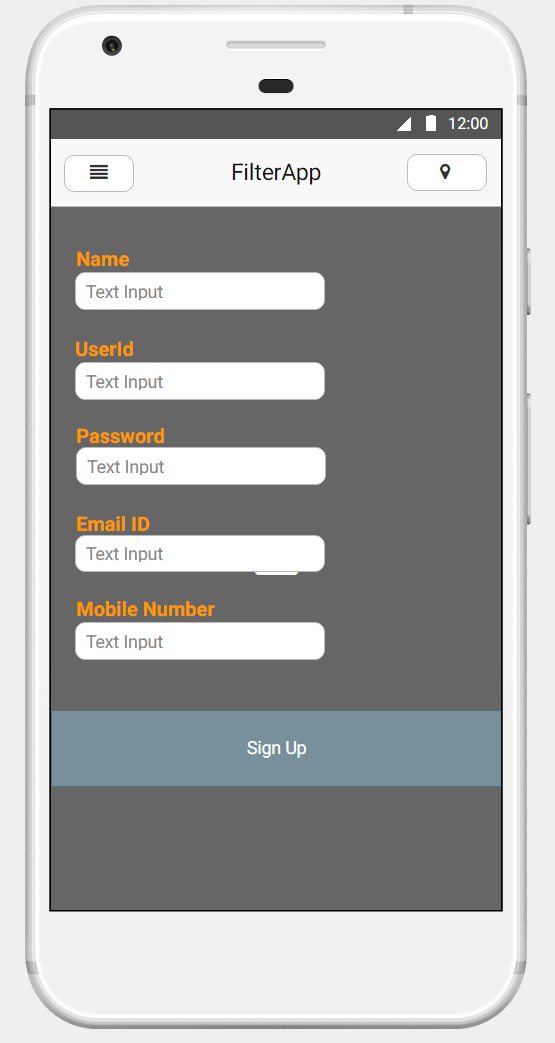 12:00
FilterApp
Name
Text Input
UserId
Text Input
Password
Text Input
Email ID
Text Input
Mobile Number
Text Input
Sign Up